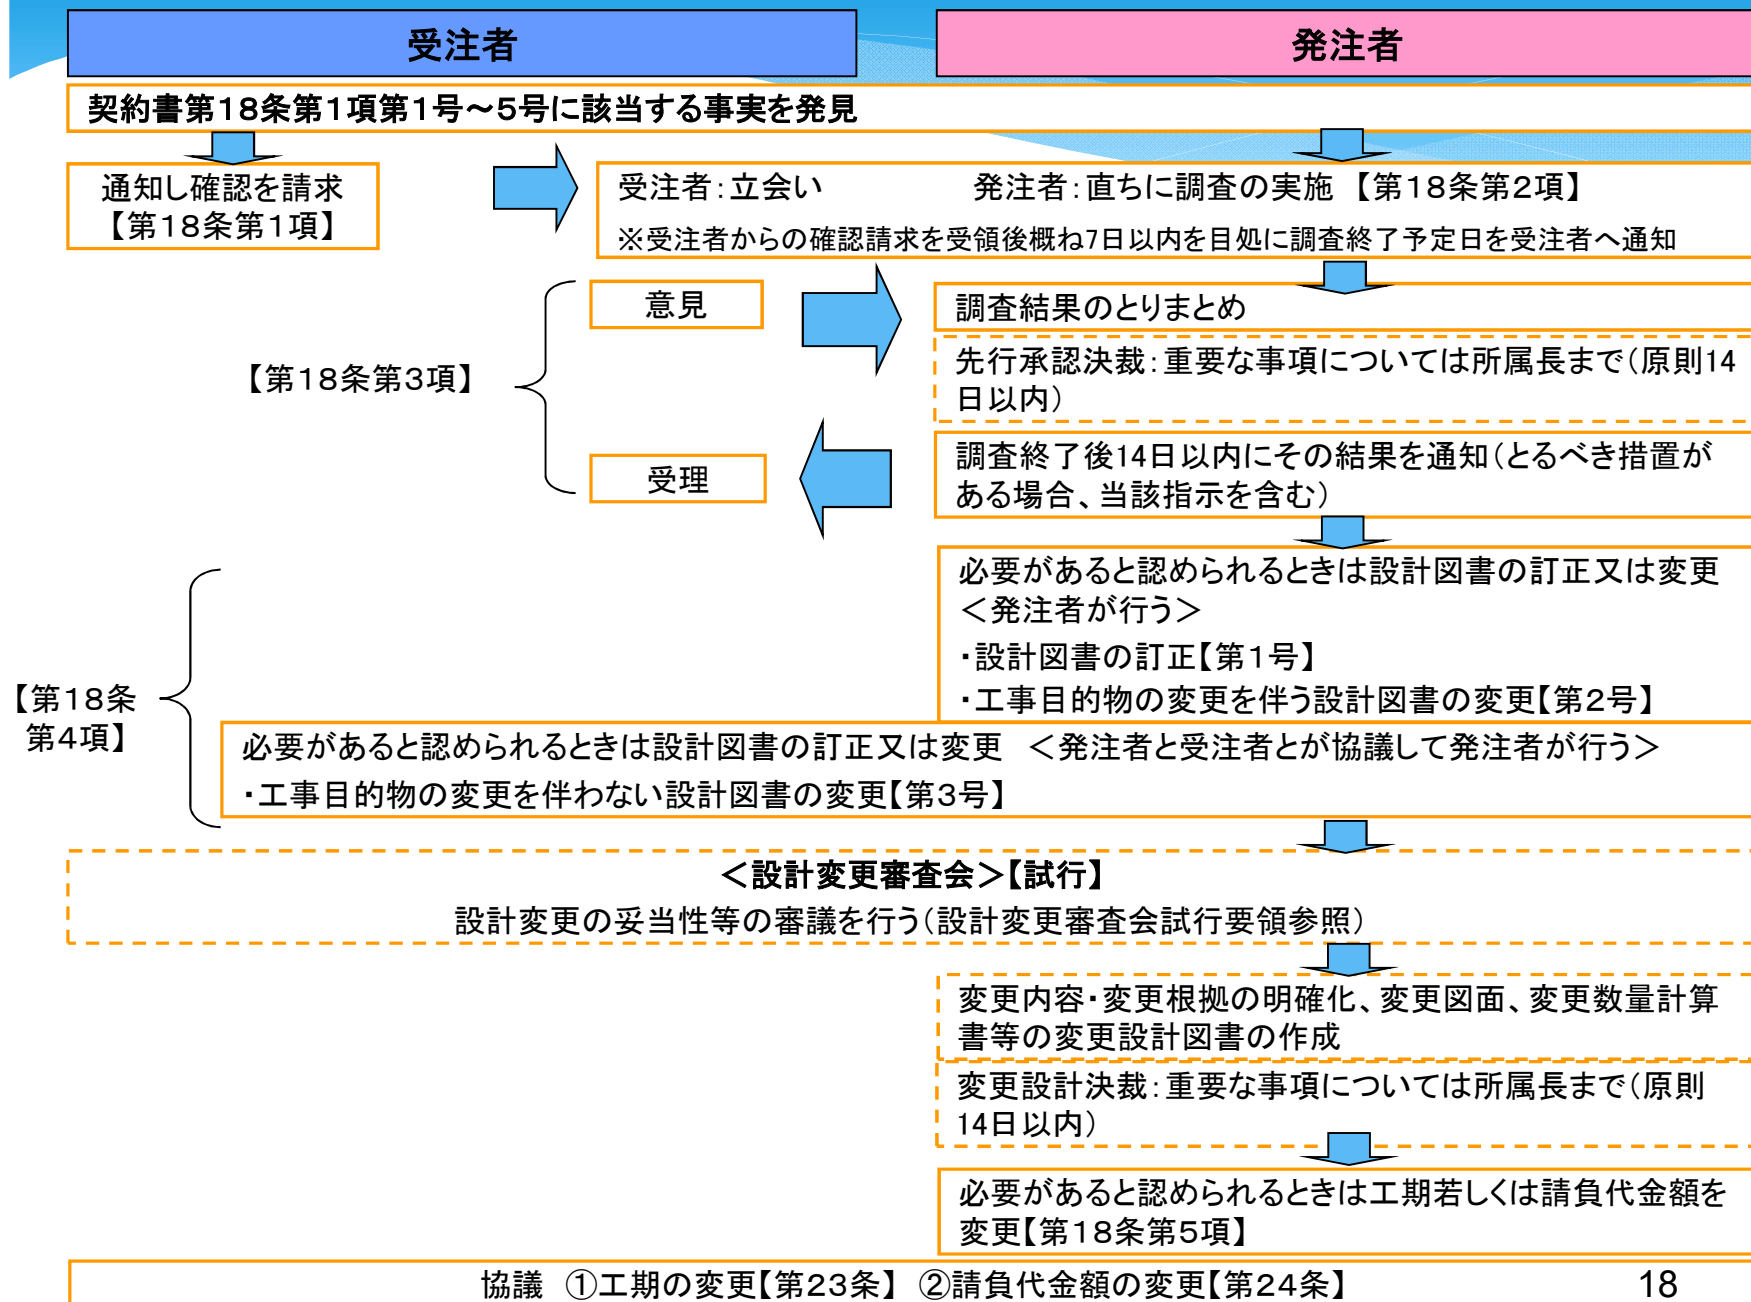 受注者
発注者
契約書第18条第1項第1号～5号に該当する事実を発見
通知し確認を請求
【第18条第1項】
受注者：立会い　　　　発注者：直ちに調査の実施　【第18条第2項】
※受注者からの確認請求を受領後概ね7日以内を目処に調査終了予定日を受注者へ通知
意見
調査結果のとりまとめ
先行承認決裁：重要な事項については所属長まで（原則14
日以内）
【第18条第3項】
受理
調査終了後14日以内にその結果を通知（とるべき措置が
ある場合、当該指示を含む）
必要があると認められるときは設計図書の訂正又は変更
＜発注者が行う＞
・設計図書の訂正【第1号】
・工事目的物の変更を伴う設計図書の変更【第2号】
【第18条
第4項】
必要があると認められるときは設計図書の訂正又は変更　＜発注者と受注者とが協議して発注者が行う＞
・工事目的物の変更を伴わない設計図書の変更【第3号】
＜設計変更審査会＞【試行】
設計変更の妥当性等の審議を行う（設計変更審査会試行要領参照）
変更内容・変更根拠の明確化、変更図面、変更数量計算
書等の変更設計図書の作成
変更設計決裁：重要な事項については所属長まで（原則
14日以内）
必要があると認められるときは工期若しくは請負代金額を
変更【第18条第5項】
協議　①工期の変更【第23条】　②請負代金額の変更【第24条】
18